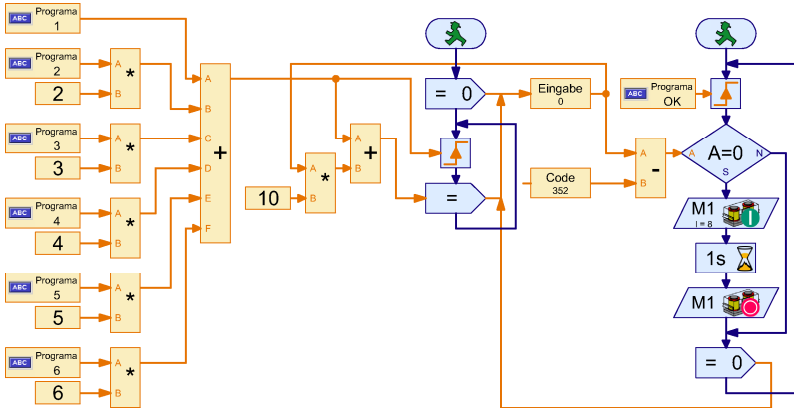 ABC Programa
1
ABC Programa
2
A
B
*
2
ABC Programa
3
A
B
*
3
ABC Programa
4
A
B
*
4
ABC Programa
5
A
B
*
5
ABC Programa
6
A
B
*
6
A
B
C
D
E
F
+
10
A
B
*
A
B
+
= 0
=
Eingabe
0
Code
352
A
B
-
ABC Programa
OK
A A=0 N
S
M1
I = 8
1s
M1
= 0